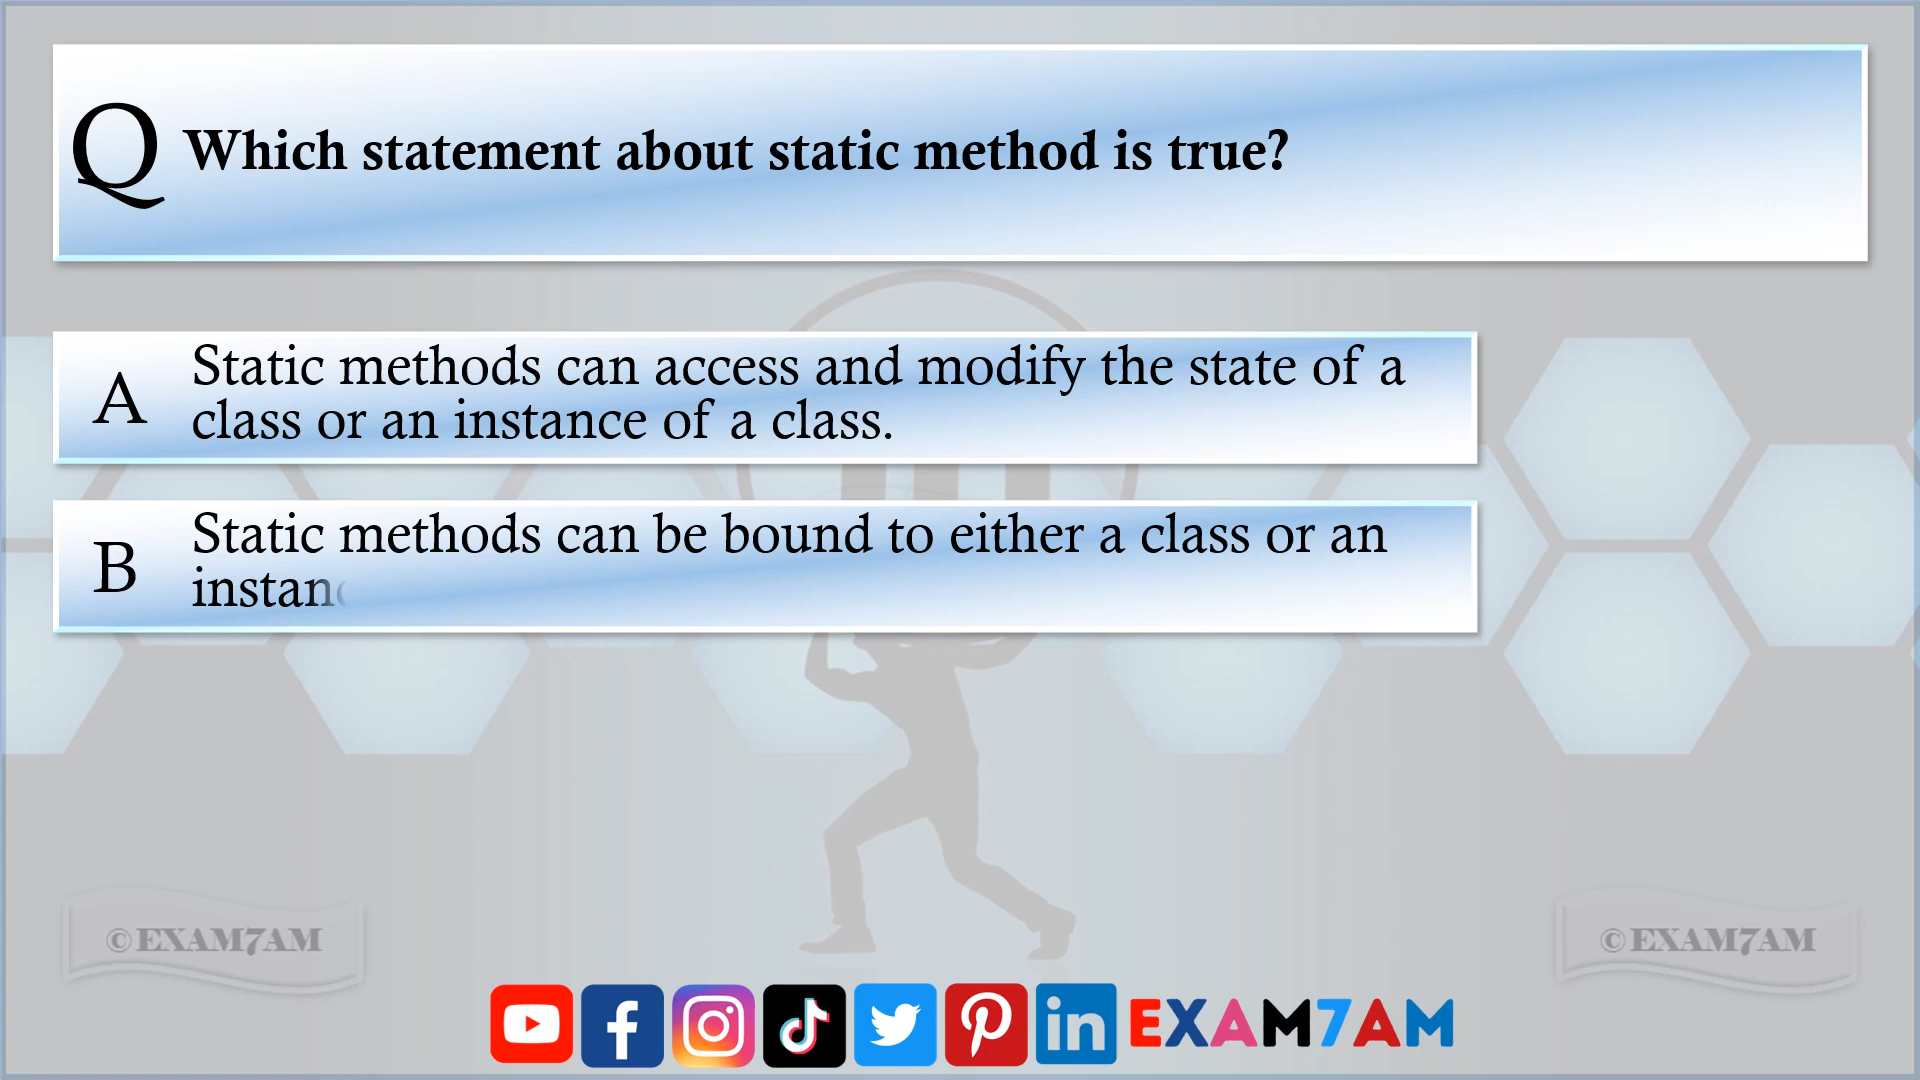 Q Which statement about static method is true?
A Static methods can access and modify the state of a
class or an instance of a class.
B Static methods can be bound to either a class or an
instanc
©EXAM7AM
©EXAM7AM
EXAM7AM